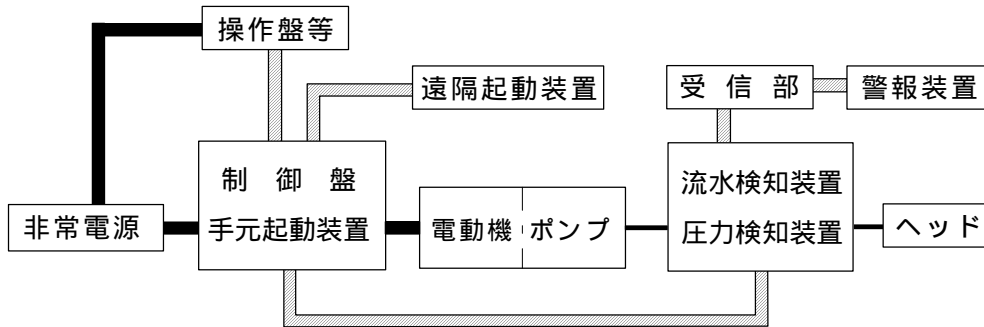 操作盤等
遠隔起動装置
受信部
警報装置
制御盤
手元起動装置
流水検知装置
圧力検知装置
非常電源
電動機
ポンプ
ヘッド